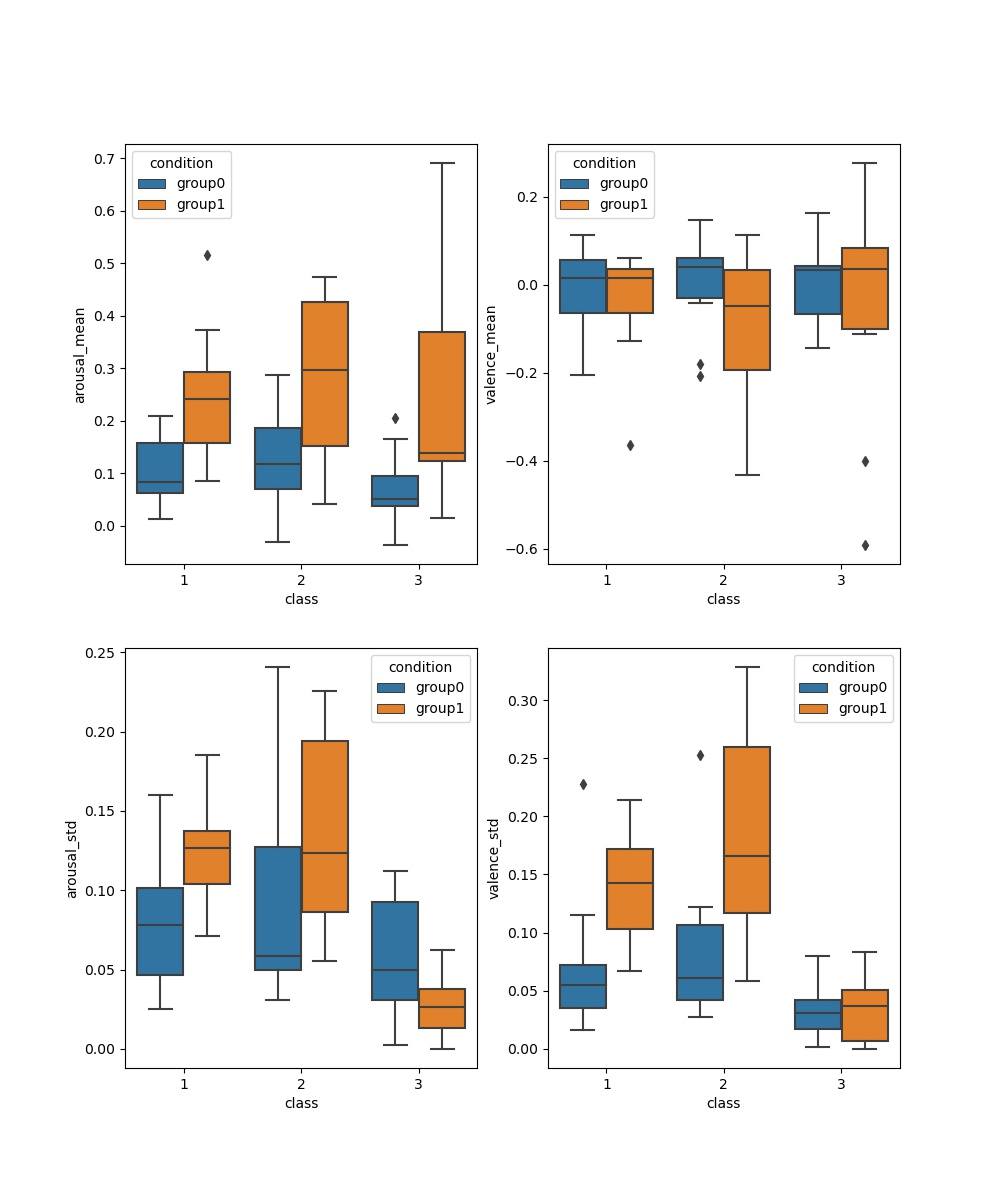 condition
group0
group1
0.7
0.6
0.5
0.4
0.3
0.2
0.1
0.0
arousal_mean
1 2 3
class
condition
group0
group1
0.2
0.0
−0.2
−0.4
−0.6
valence_mean
1 2 3
class
condition
group0
group1
0.25
0.20
0.15
0.10
0.05
0.00
arousal_std
1 2 3
class
condition
group0
group1
0.30
0.25
0.20
0.15
0.10
0.05
0.00
valence_std
1 2 3
class